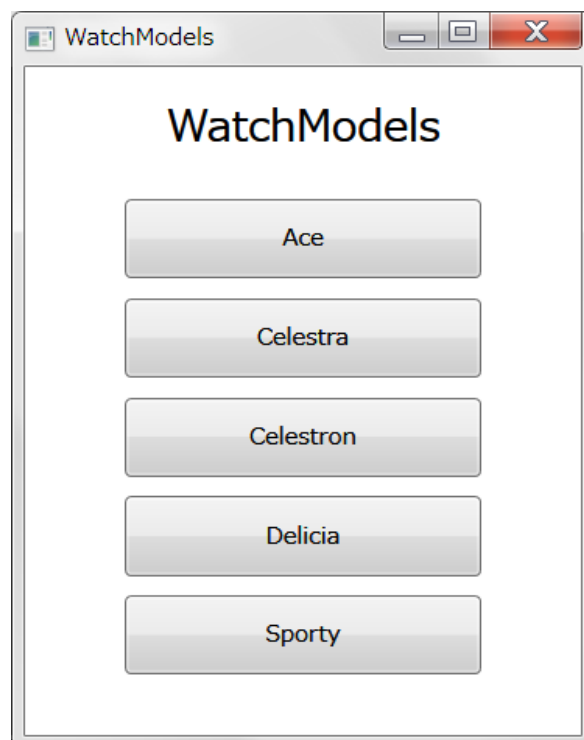 WatchModels
WatchModels
Ace
Celestra
Celestron
Delicia
Sporty